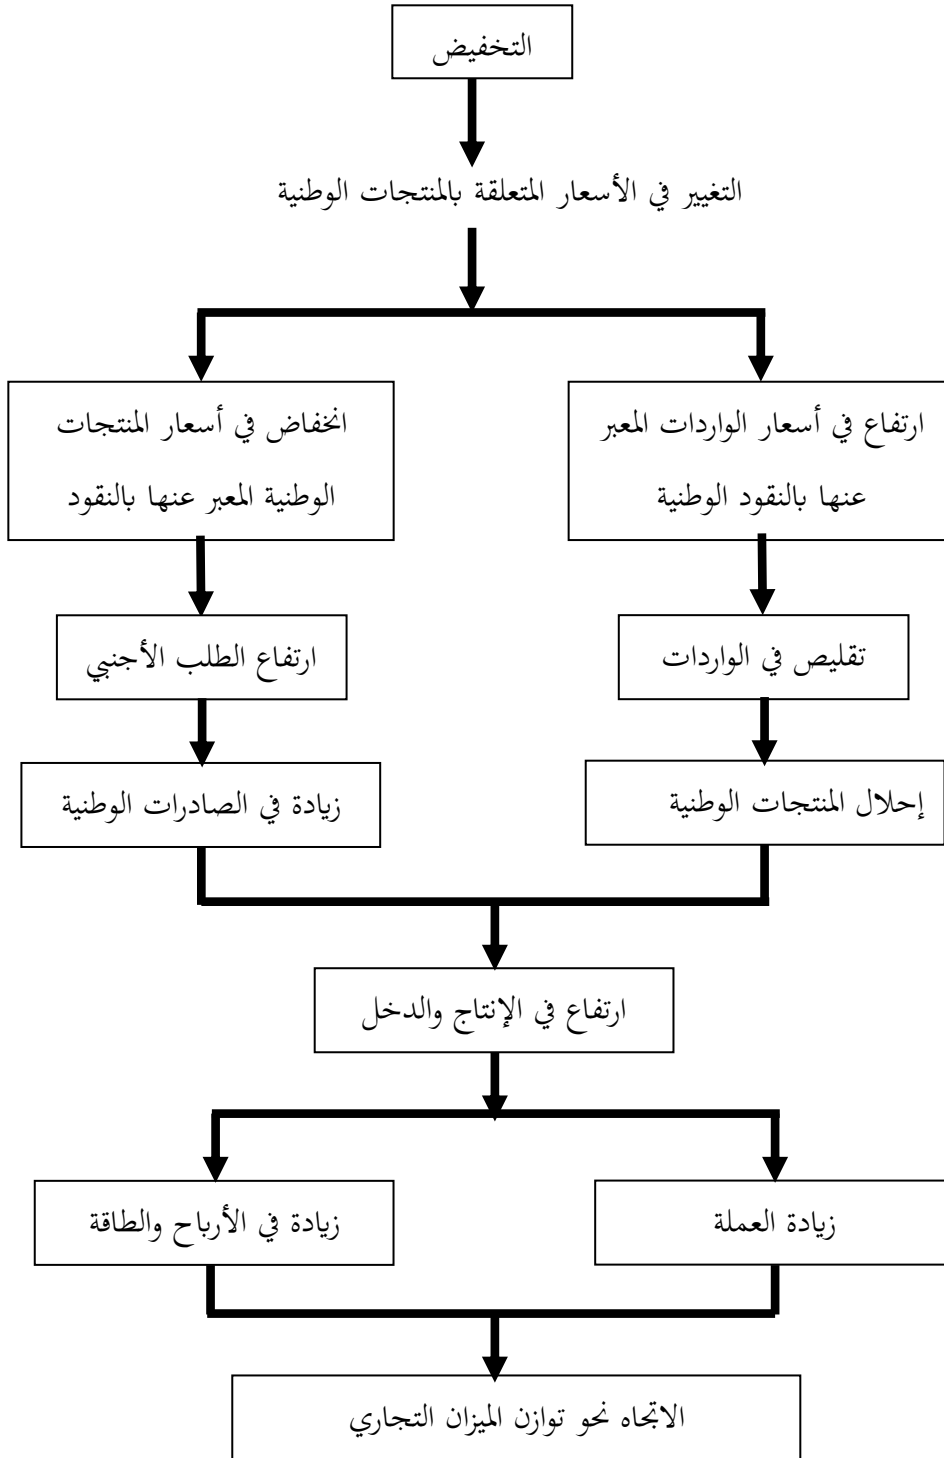 التخفيض
التغيير في الأسعار المتعلقة بالمنتجات الوطنية
ارتفاع في أسعار الواردات المعبر
عنها بالنقود الوطنية
انخفاض في أسعار المنتجات
الوطنية المعبر عنها بالنقود
تقليص في الواردات
ارتفاع الطلب الأجنبي
إحلال المنتجات الوطنية
زيادة في الصادرات الوطنية
ارتفاع في الإنتاج والدخل
زيادة العملة
زيادة في الأرباح والطاقة
الاتجاه نحو توازن الميزان التجاري